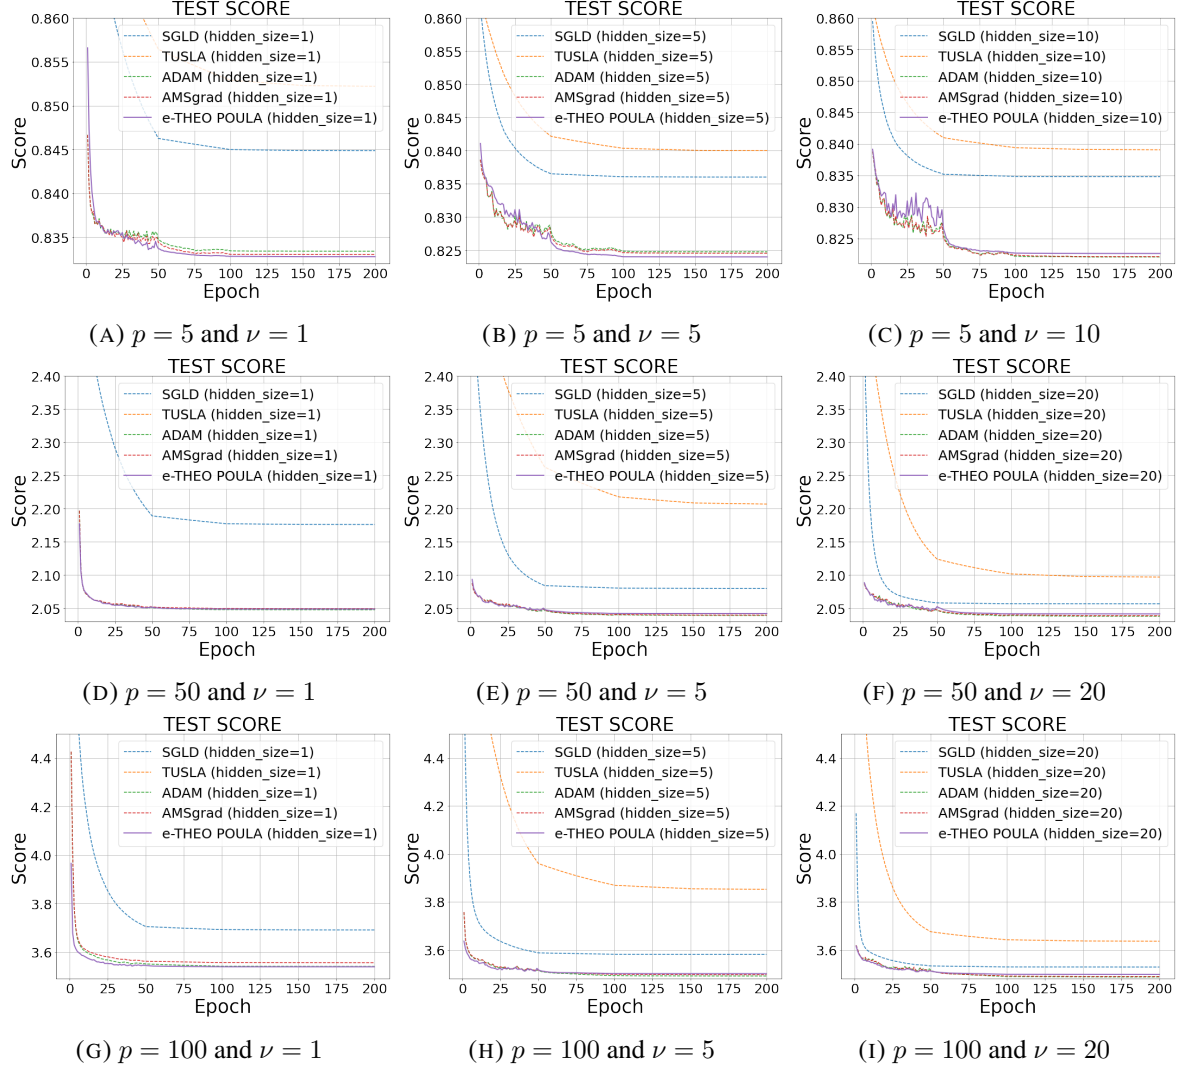 TEST SCORE
0.860
0.855
0.850
0.845
0.840
0.835
Score
SGLD (hidden_size=1)
TUSLA (hidden_size=1)
ADAM (hidden_size=1)
AMSgrad (hidden_size=1)
e-THEO POULA (hidden_size=1)
0 25 50 75 100 125 150 175 200
Epoch
(A) p = 5 and ν = 1
TEST SCORE
0.860
0.855
0.850
0.845
0.840
0.835
0.830
0.825
Score
SGLD (hidden_size=5)
TUSLA (hidden_size=5)
ADAM (hidden_size=5)
AMSgrad (hidden_size=5)
e-THEO POULA (hidden_size=5)
0 25 50 75 100 125 150 175 200
Epoch
(B) p = 5 and ν = 5
TEST SCORE
0.860
0.855
0.850
0.845
0.840
0.835
0.830
0.825
Score
SGLD (hidden_size=10)
TUSLA (hidden_size=10)
ADAM (hidden_size=10)
AMSgrad (hidden_size=10)
e-THEO POULA (hidden_size=10)
0 25 50 75 100 125 150 175 200
Epoch
(C) p = 5 and ν = 10
TEST SCORE
2.40
2.35
2.30
2.25
2.20
2.15
2.10
2.05
Score
SGLD (hidden_size=1)
TUSLA (hidden_size=1)
ADAM (hidden_size=1)
AMSgrad (hidden_size=1)
e-THEO POULA (hidden_size=1)
0 25 50 75 100 125 150 175 200
Epoch
(D) p = 50 and ν = 1
TEST SCORE
2.40
2.35
2.30
2.25
2.20
2.15
2.10
2.05
Score
SGLD (hidden_size=5)
TUSLA (hidden_size=5)
ADAM (hidden_size=5)
AMSgrad (hidden_size=5)
e-THEO POULA (hidden_size=5)
0 25 50 75 100 125 150 175 200
Epoch
(E) p = 50 and ν = 5
TEST SCORE
2.40
2.35
2.30
2.25
2.20
2.15
2.10
2.05
Score
SGLD (hidden_size=20)
TUSLA (hidden_size=20)
ADAM (hidden_size=20)
AMSgrad (hidden_size=20)
e-THEO POULA (hidden_size=20)
0 25 50 75 100 125 150 175 200
Epoch
(F) p = 50 and ν = 20
TEST SCORE
4.4
4.2
4.0
3.8
3.6
Score
SGLD (hidden_size=1)
TUSLA (hidden_size=1)
ADAM (hidden_size=1)
AMSgrad (hidden_size=1)
e-THEO POULA (hidden_size=1)
0 25 50 75 100 125 150 175 200
Epoch
(G) p = 100 and ν = 1
TEST SCORE
4.4
4.2
4.0
3.8
3.6
Score
SGLD (hidden_size=5)
TUSLA (hidden_size=5)
ADAM (hidden_size=5)
AMSgrad (hidden_size=5)
e-THEO POULA (hidden_size=5)
0 25 50 75 100 125 150 175 200
Epoch
(H) p = 100 and ν = 5
TEST SCORE
4.4
4.2
4.0
3.8
3.6
Score
SGLD (hidden_size=20)
TUSLA (hidden_size=20)
ADAM (hidden_size=20)
AMSgrad (hidden_size=20)
e-THEO POULA (hidden_size=20)
0 25 50 75 100 125 150 175 200
Epoch
(I) p = 100 and ν = 20